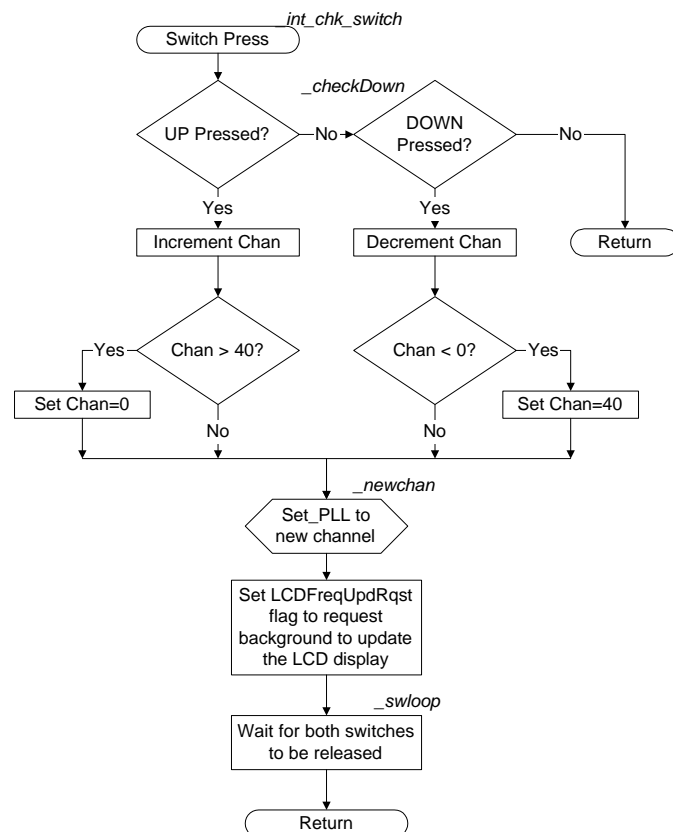 _int_chk_switch
Switch Press
_checkDown
UP Pressed?
No
DOWN
Pressed?
No
Yes
Yes
Increment Chan
Decrement Chan
Return
Yes
Chan > 40?
Chan < 0?
Yes
Set Chan=0
No
No
Set Chan=40
_newchan
Set_PLL to
new channel
Set LCDFreqUpdRqst
flag to request
background to update
the LCD display
_swloop
Wait for both switches
to be released
Return